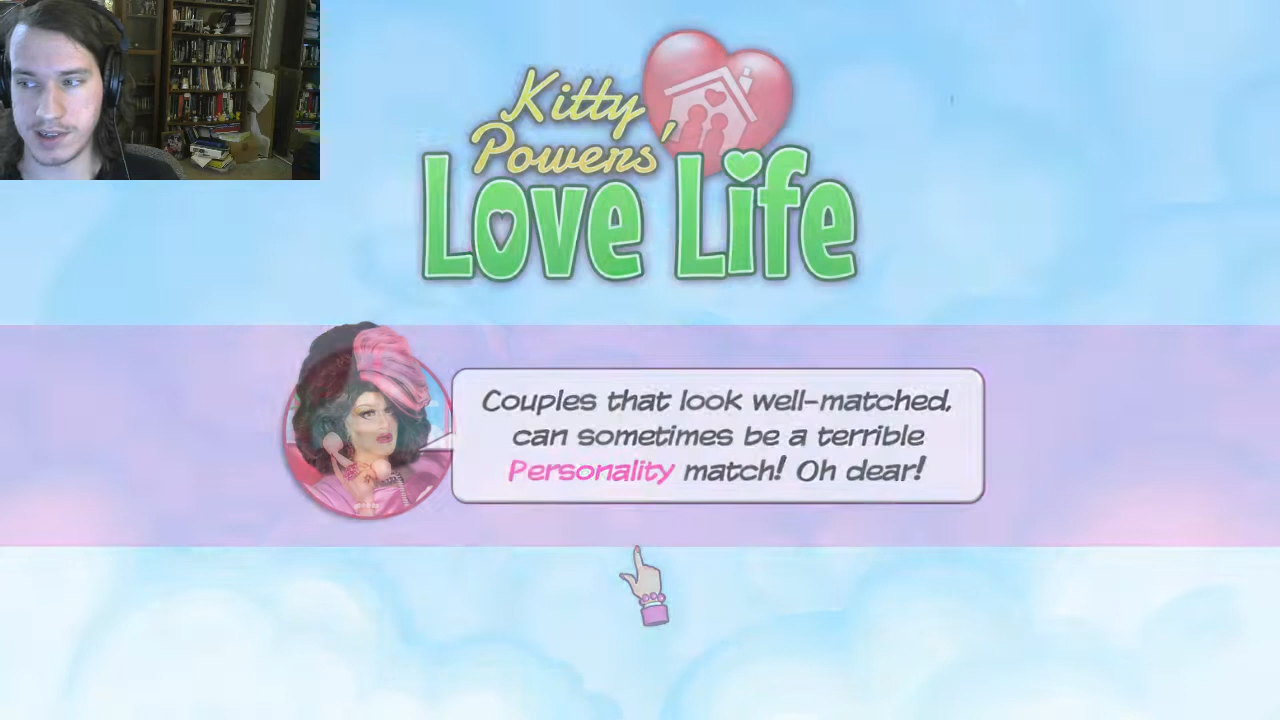 Kitty
Powers'
Love Life
Couples that look well-matched,
can sometimes be a terrible
Personality match! Oh dear!